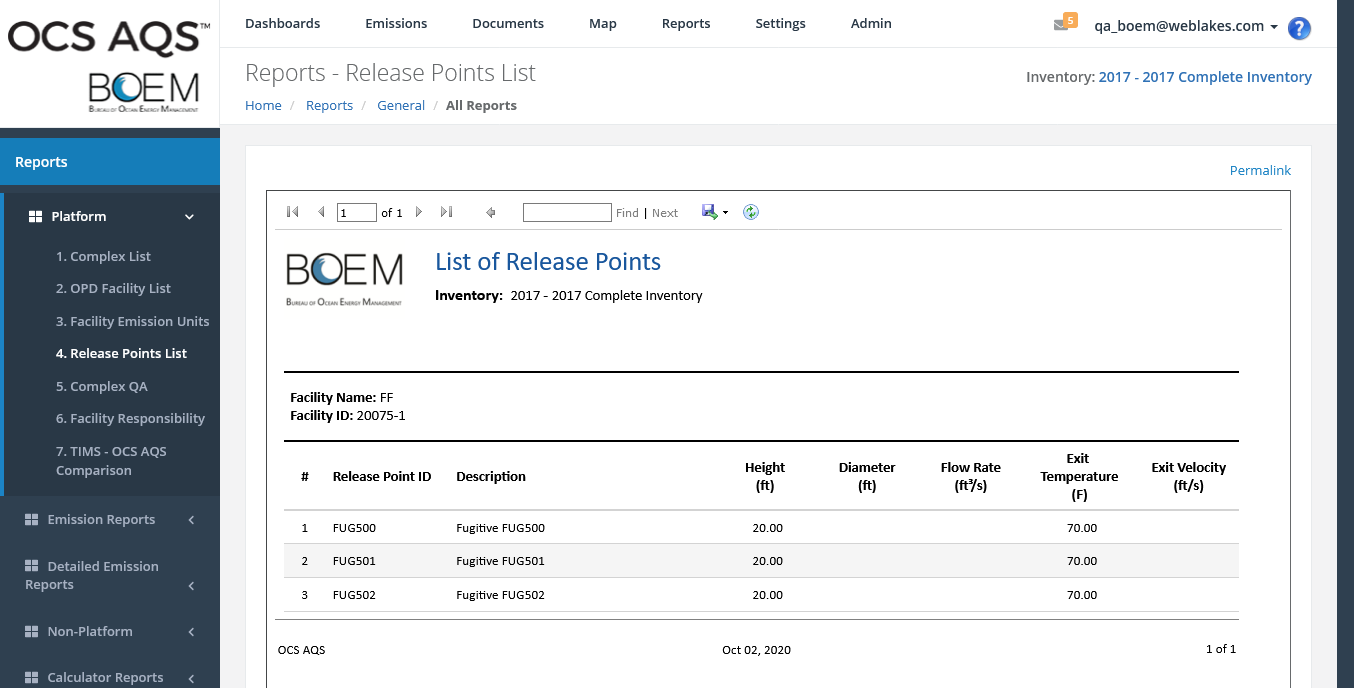 OCS AQS™
BOEM
BUREAU OF OCEAN ENERGY MANAGEMENT
Dashboards Emissions Documents Map Reports Settings Admin
5
qa_boem@weblakes.com
?
Reports - Release Points List
Inventory: 2017 - 2017 Complete Inventory
Home / Reports / General / All Reports
Reports
Platform
1. Complex List
2. OPD Facility List
3. Facility Emission Units
4. Release Points List
5. Complex QA
6. Facility Responsibility
7. TIMS - OCS AQS
Comparison
Emission Reports
Detailed Emission
Reports
Non-Platform
Calculator Reports
Permalink
1 of 1 Find | Next
BOEM
BUREAU OF OCEAN ENERGY MANAGEMENT
List of Release Points
Inventory: 2017 - 2017 Complete Inventory
Facility Name: FF
Facility ID: 20075-1
# Release Point ID Description Height (ft) Diameter (ft) Flow Rate (ft³/s) Exit Temperature (F) Exit Velocity (ft/s)
1 FUG500 Fugitive FUG500 20.00 70.00
2 FUG501 Fugitive FUG501 20.00 70.00
3 FUG502 Fugitive FUG502 20.00 70.00
OCS AQS Oct 02, 2020 1 of 1